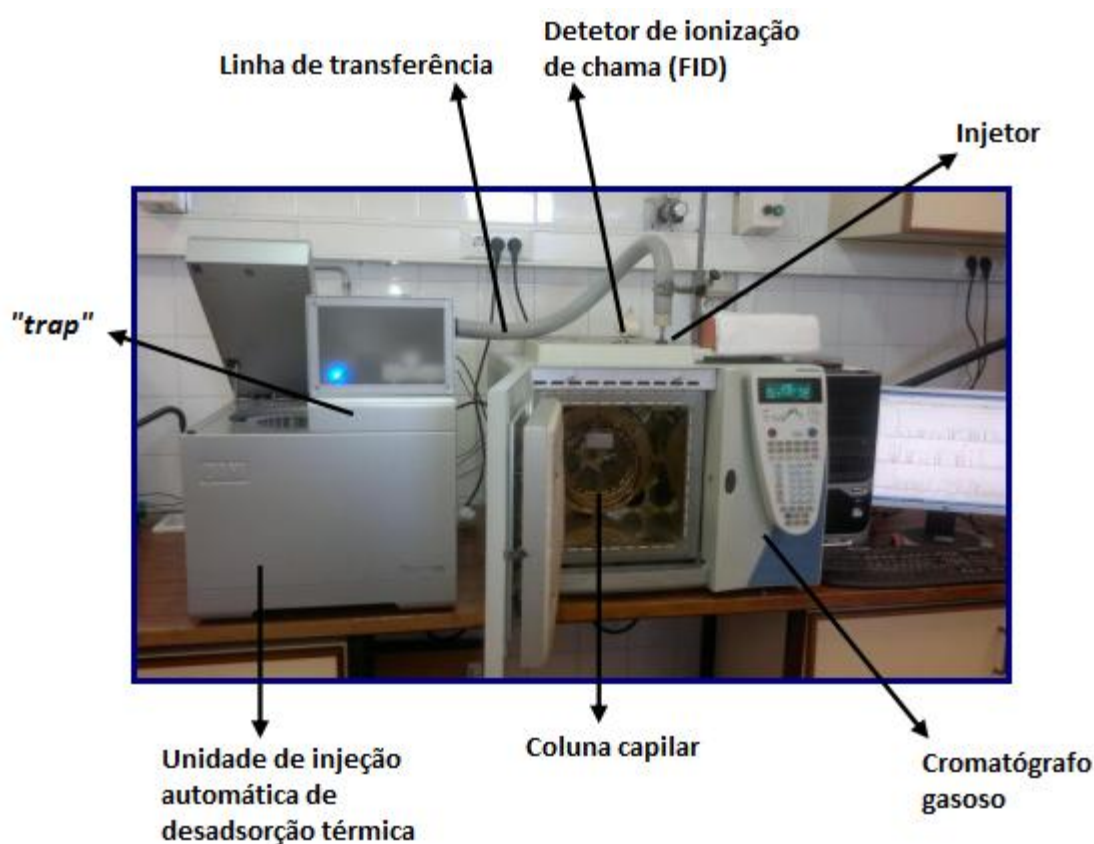 Detetor de ionização
de chama (FID)
Linha de transferência
Injetor
"trap"
Unidade de injeção
automática de
desadsorção térmica
Coluna capilar
Cromatógrafo
gasoso